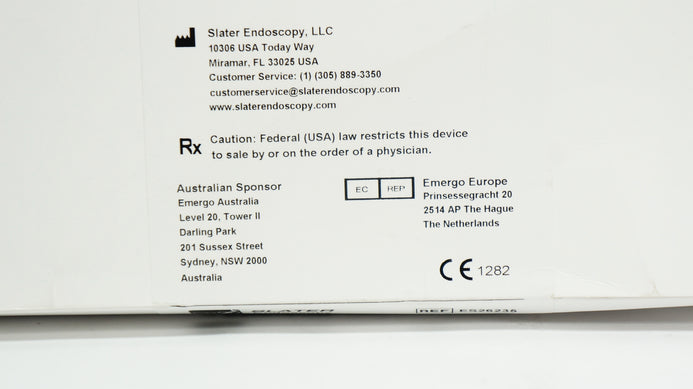 Slater Endoscopy, LLC
10306 USA Today Way
Miramar, FL 33025 USA
Customer Service: (1) (305) 889-3350
customerservice@slaterendoscopy.com
www.slaterendoscopy.com
Rx Caution: Federal (USA) law restricts this device
to sale by or on the order of a physician.
Australian Sponsor
Emergo Australia
Level 20, Tower II
Darling Park
201 Sussex Street
Sydney, NSW 2000
Australia
EC REP Emergo Europe
Prinsessegracht 20
2514 AP The Hague
The Netherlands
CE 1282
SLATER
REF ES26235